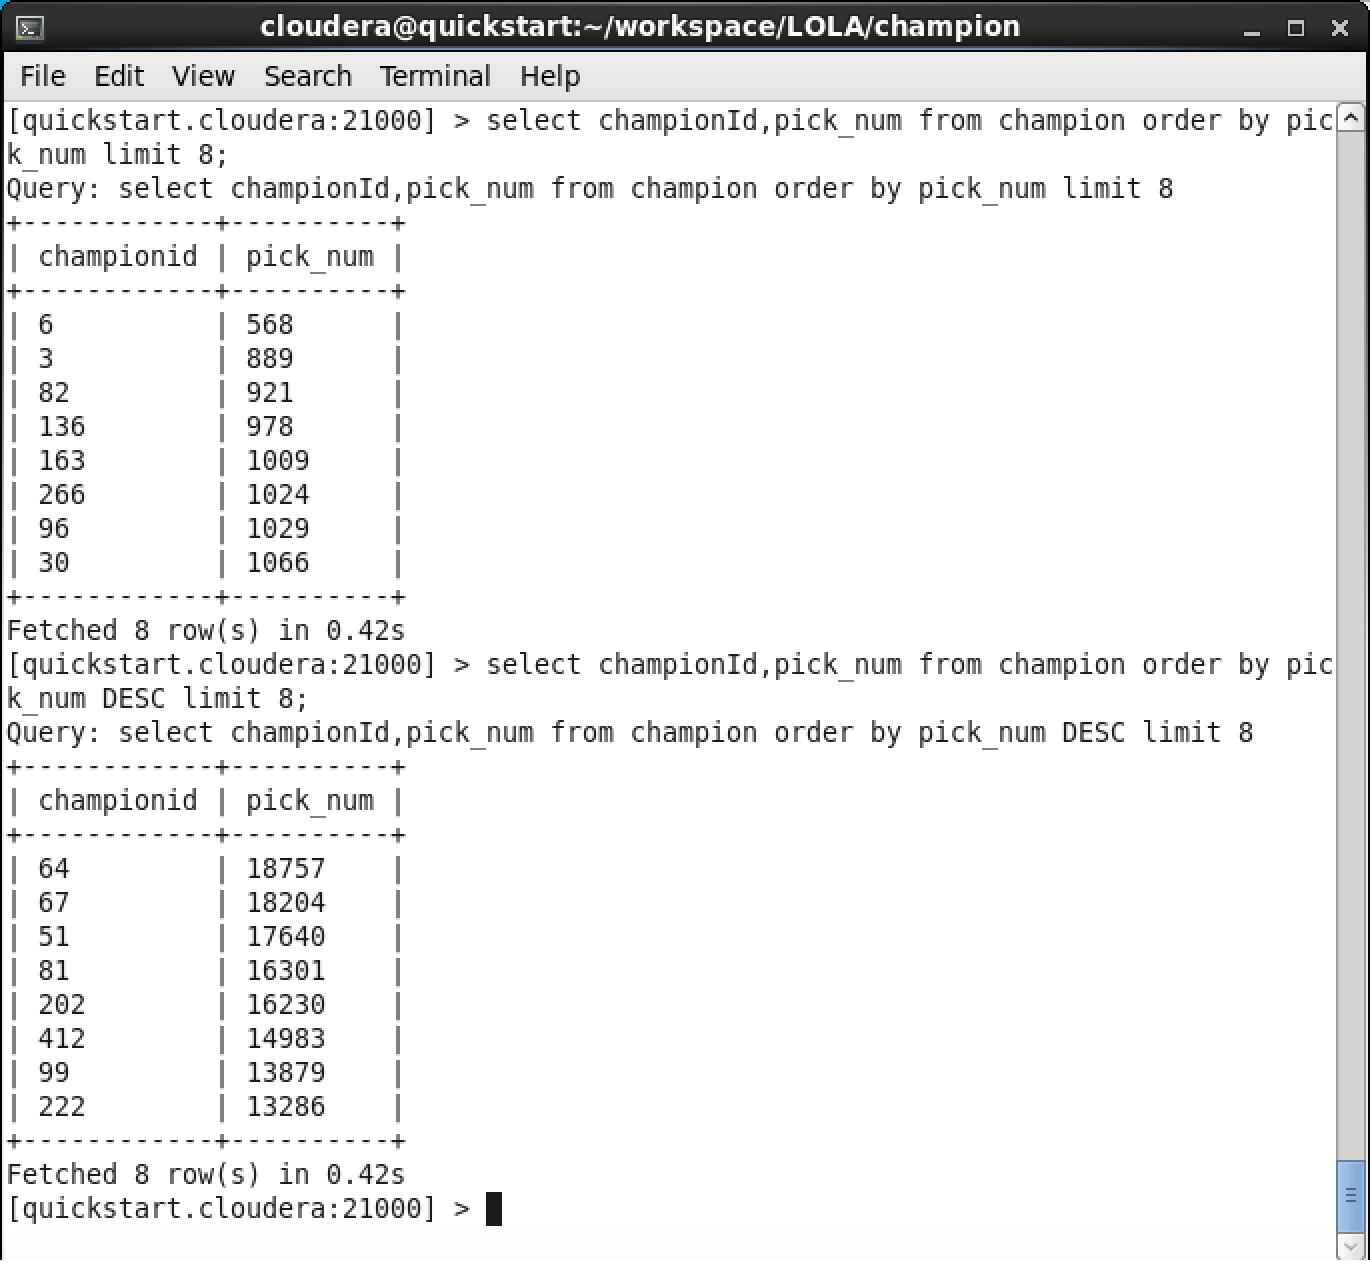 cloudera@quickstart:~/workspace/LOLA/champion
File Edit View Search Terminal Help
[quickstart.cloudera:21000] > select championId,pick_num from champion order by pic
k_num limit 8;
Query: select championId,pick_num from champion order by pick_num limit 8
+------------+----------+
| championid | pick_num |
+------------+----------+
| 6          | 568      |
| 3          | 889      |
| 82         | 921      |
| 136        | 978      |
| 163        | 1009     |
| 266        | 1024     |
| 96         | 1029     |
| 30         | 1066     |
+------------+----------+
Fetched 8 row(s) in 0.42s
[quickstart.cloudera:21000] > select championId,pick_num from champion order by pic
k_num DESC limit 8;
Query: select championId,pick_num from champion order by pick_num DESC limit 8
+------------+----------+
| championid | pick_num |
+------------+----------+
| 64         | 18757    |
| 67         | 18204    |
| 51         | 17640    |
| 81         | 16301    |
| 202        | 16230    |
| 412        | 14983    |
| 99         | 13879    |
| 222        | 13286    |
+------------+----------+
Fetched 8 row(s) in 0.42s
[quickstart.cloudera:21000] >